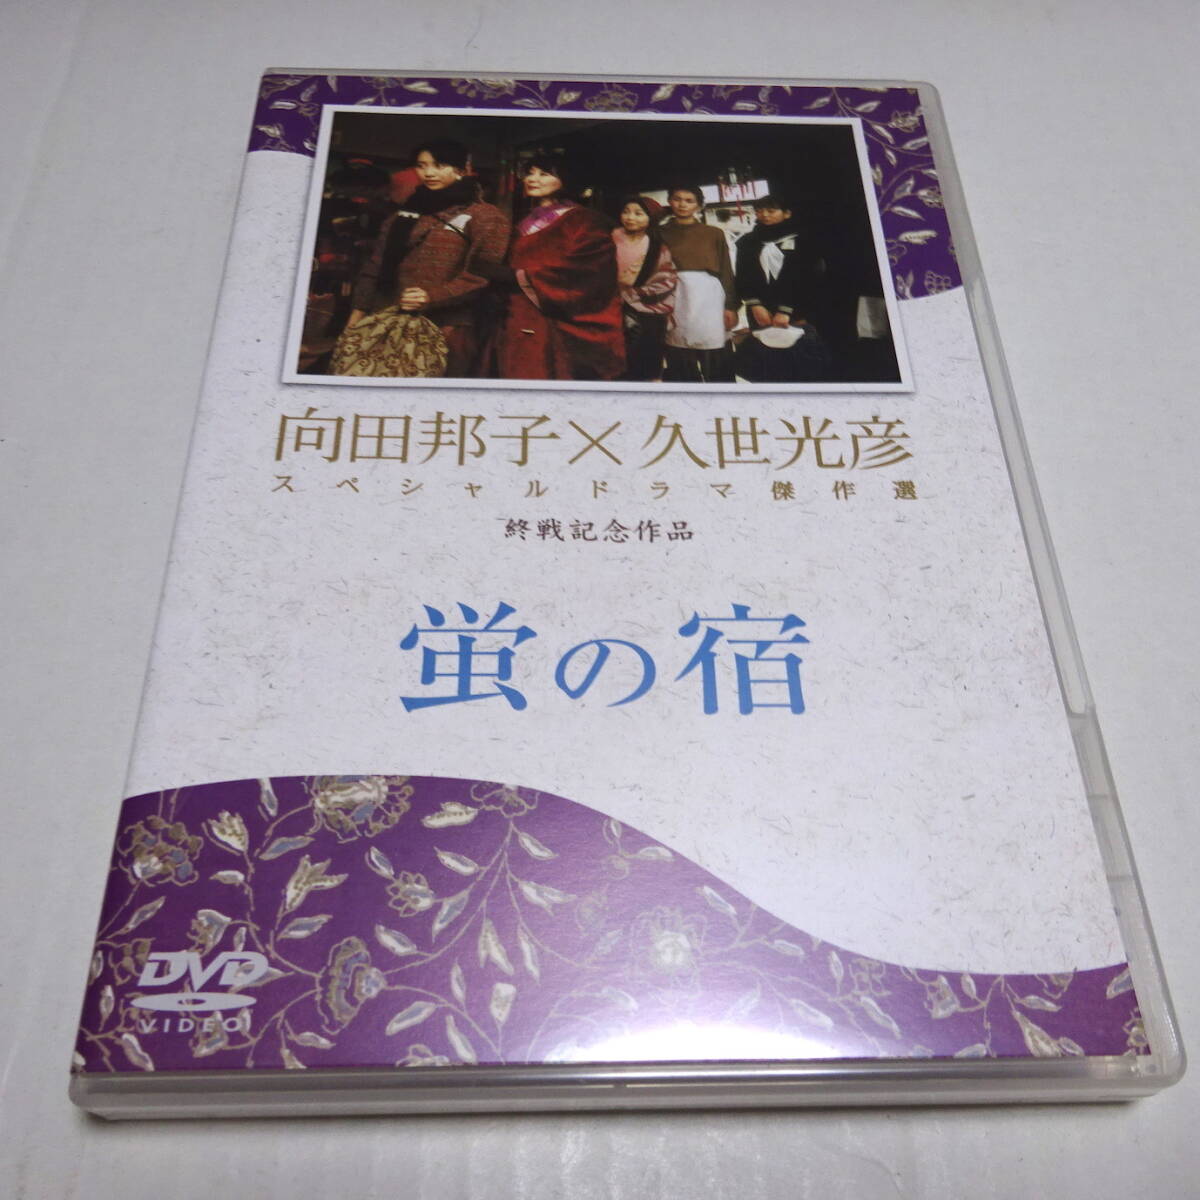 向田邦子×久世光彦
スペシャルドラマ傑作選
終戦記念作品
蛍の宿
DVD
VIDEO